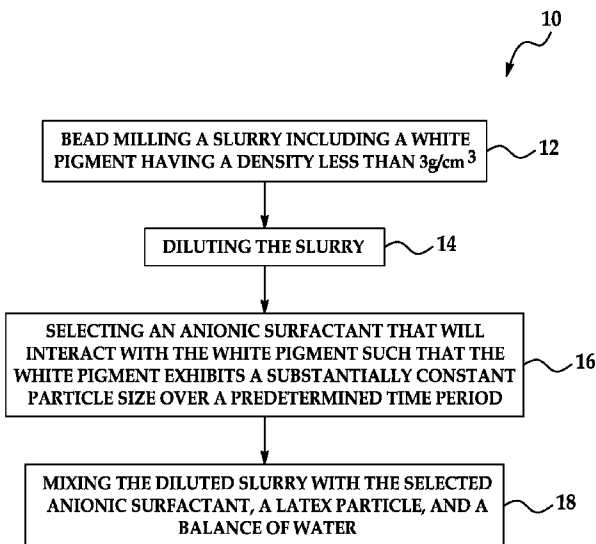 10
BEAD MILLING A SLURRY INCLUDING A WHITE
PIGMENT HAVING A DENSITY LESS THAN 3g/cm³
12
DILUTING THE SLURRY
14
SELECTING AN ANIONIC SURFACTANT THAT WILL
INTERACT WITH THE WHITE PIGMENT SUCH THAT THE
WHITE PIGMENT EXHIBITS A SUBSTANTIALLY CONSTANT
PARTICLE SIZE OVER A PREDETERMINED TIME PERIOD
16
MIXING THE DILUTED SLURRY WITH THE SELECTED
ANIONIC SURFACTANT, A LATEX PARTICLE, AND A
BALANCE OF WATER
18